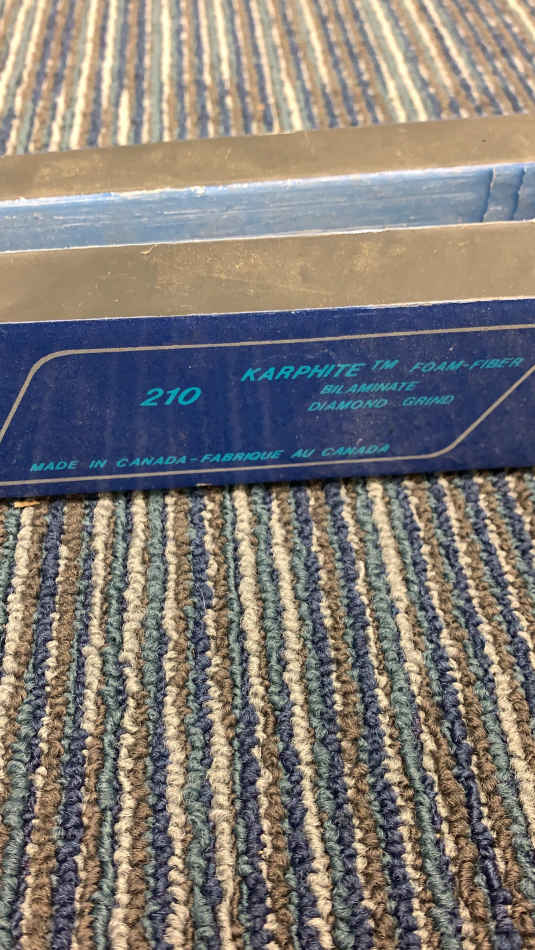 210
KARPHITE ™ FOAM-FIBER
BILAMINATE
DIAMOND GRIND
MADE IN CANADA-FABRIQUE AU CANADA